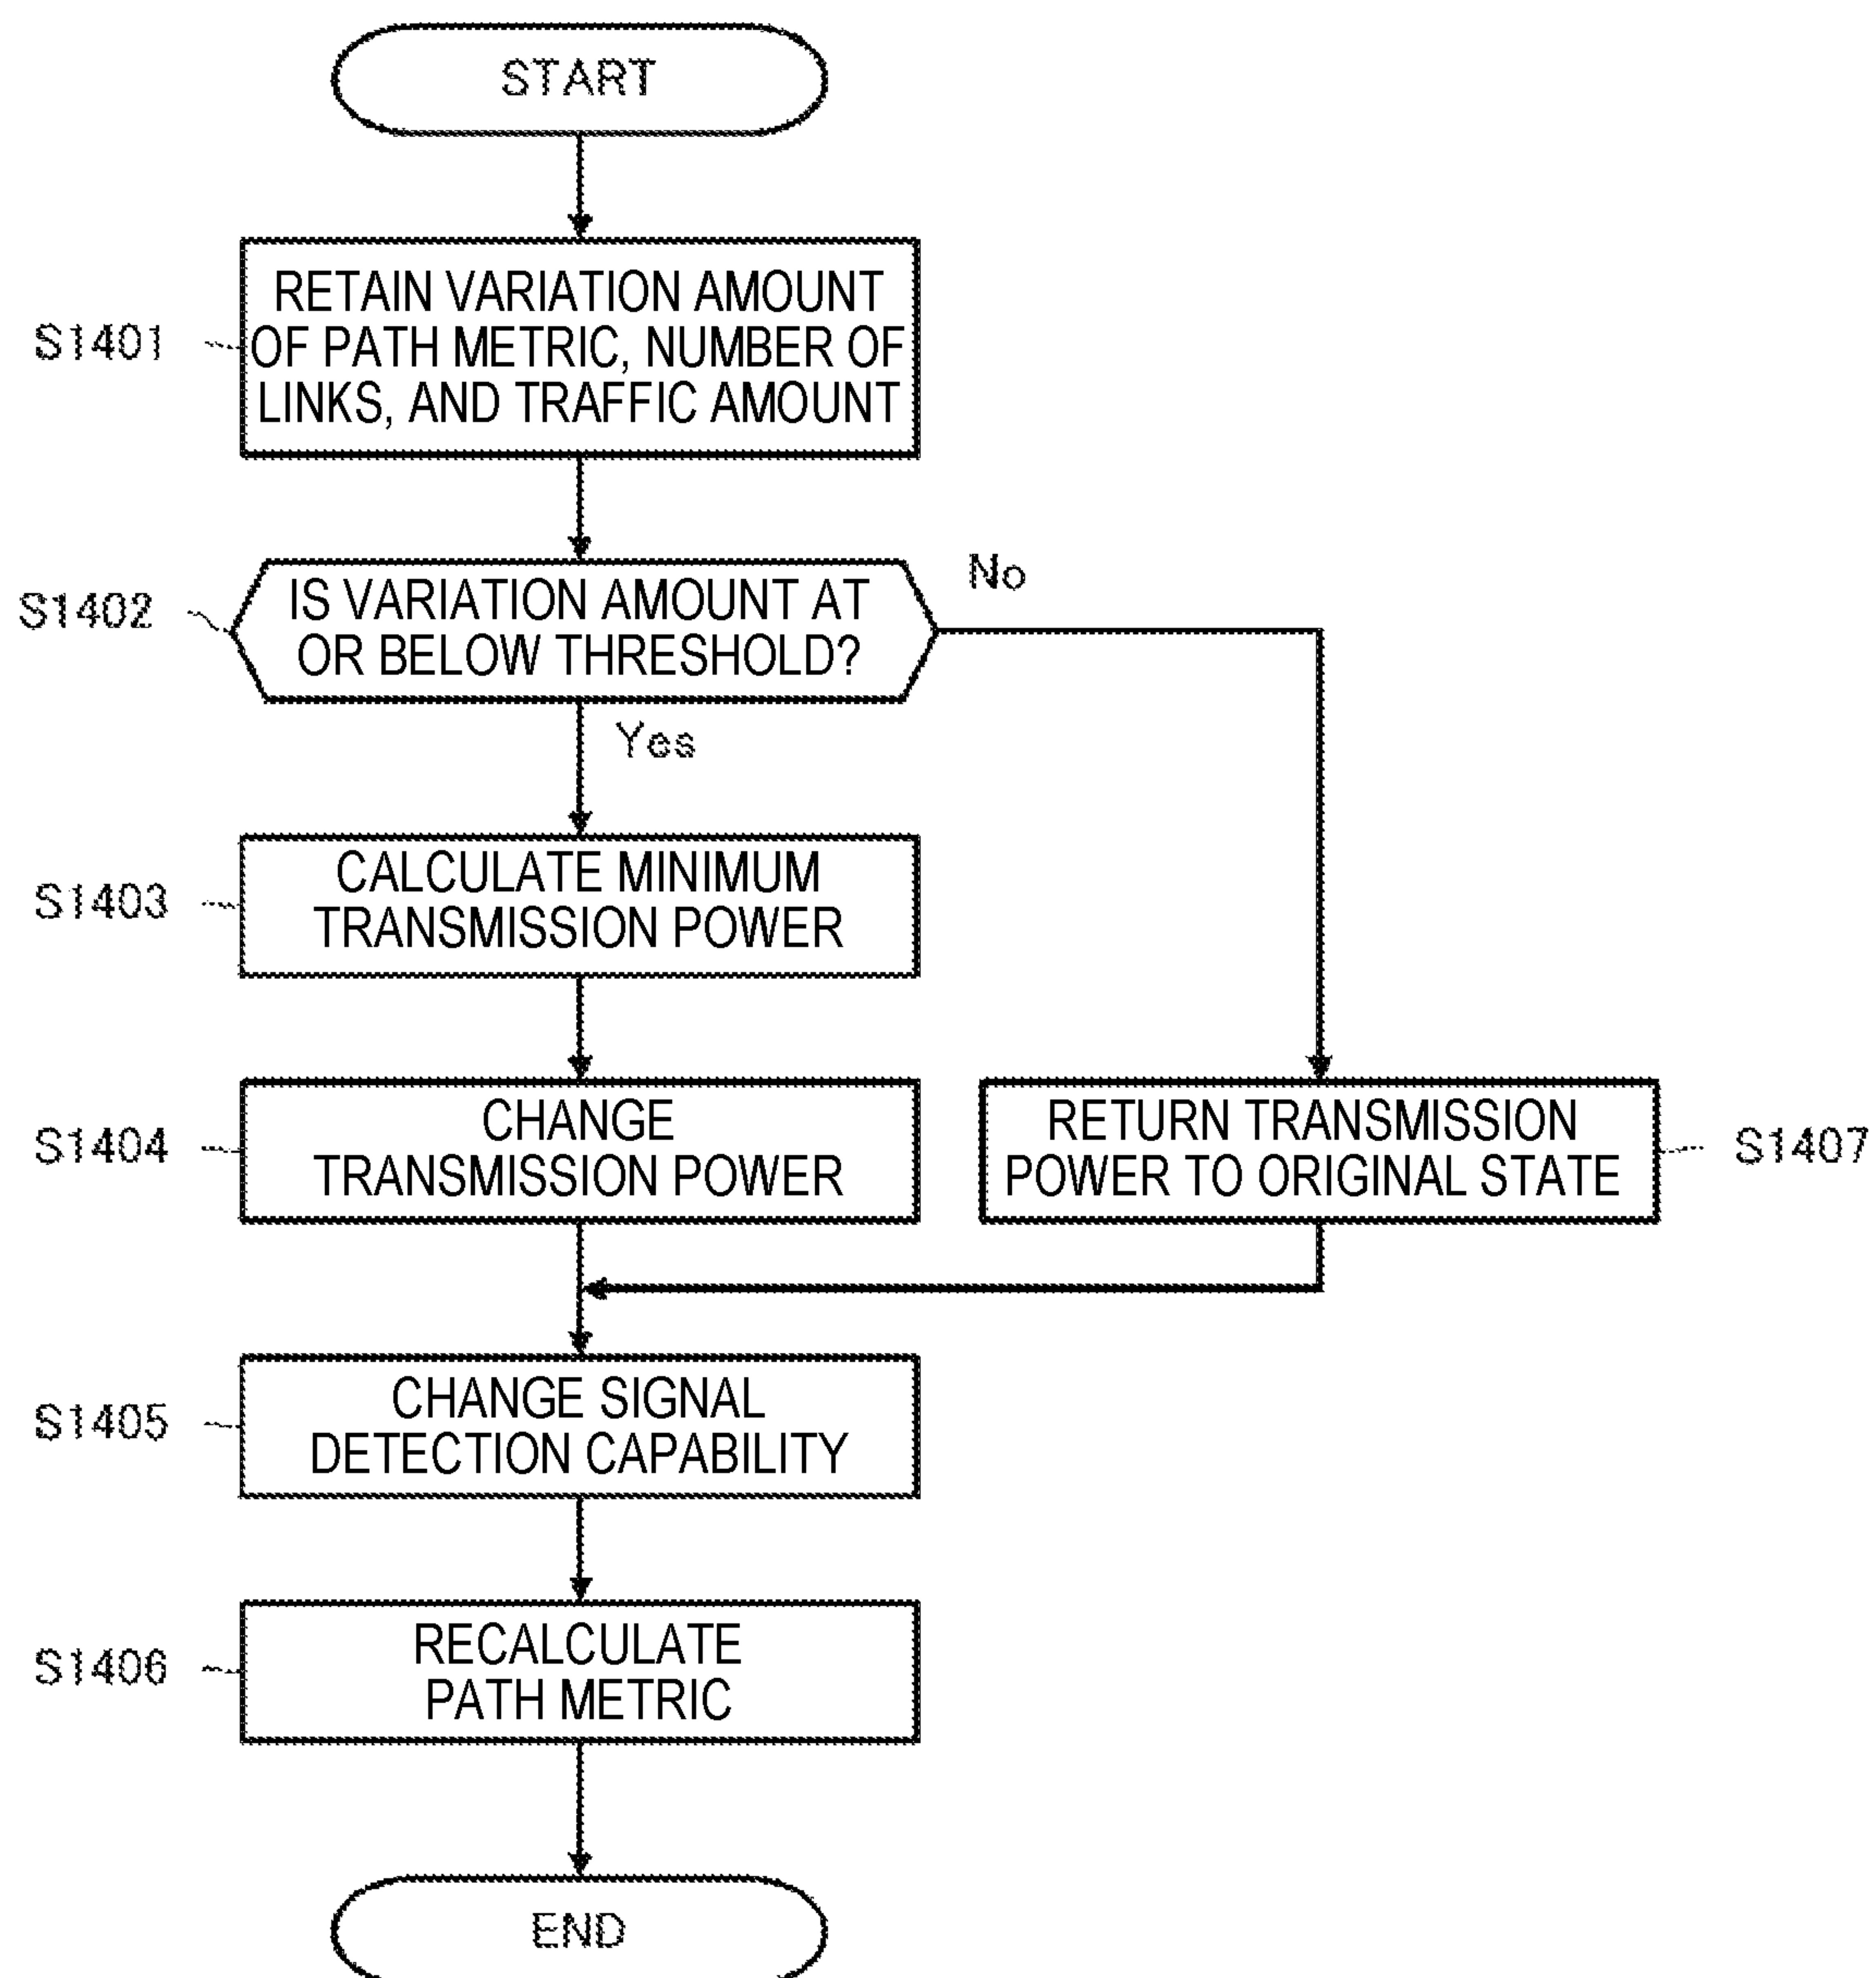 START
S1401
RETAIN VARIATION AMOUNT
OF PATH METRIC, NUMBER OF
LINKS, AND TRAFFIC AMOUNT
S1402
IS VARIATION AMOUNT AT
OR BELOW THRESHOLD?
No
Yes
S1403
CALCULATE MINIMUM
TRANSMISSION POWER
S1404
CHANGE
TRANSMISSION POWER
RETURN TRANSMISSION
POWER TO ORIGINAL STATE
S1407
S1405
CHANGE SIGNAL
DETECTION CAPABILITY
S1406
RECALCULATE
PATH METRIC
END